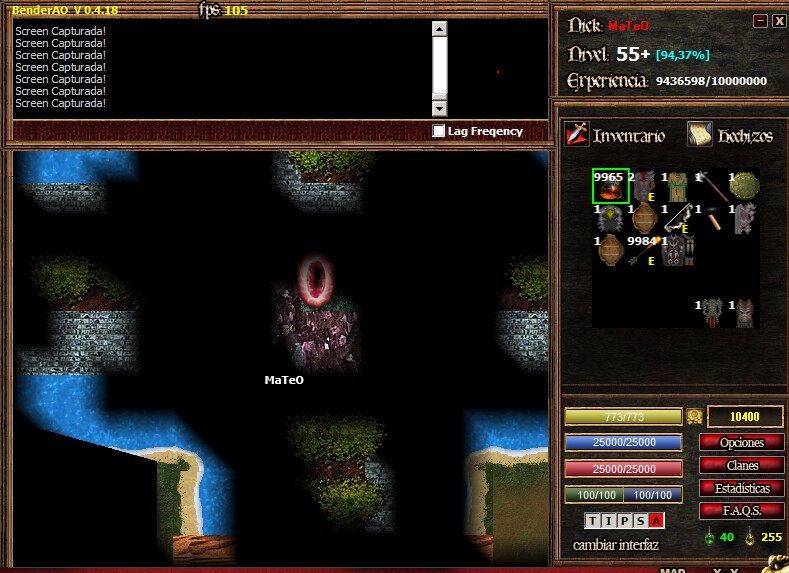 BenderAO V 0.4.18
fps 105
Screen Capturada!
Screen Capturada!
Screen Capturada!
Screen Capturada!
Screen Capturada!
Screen Capturada!
Screen Capturada!
Lag Freqency
Nick: MaTeO
Nivel: 55+ [94,37%]
Experiencia: 9436598/10000000
Inventario
Hechizos
9965 2 1 1 1
E
1 1 1 1 1
E
1 9984 1
E
1 1
MaTeO
773/773
10400
25000/25000
Opciones
25000/25000
Clanes
100/100 100/100
Estadísticas
F.A.Q.S.
T I P S A
40 255
cambiar interfaz